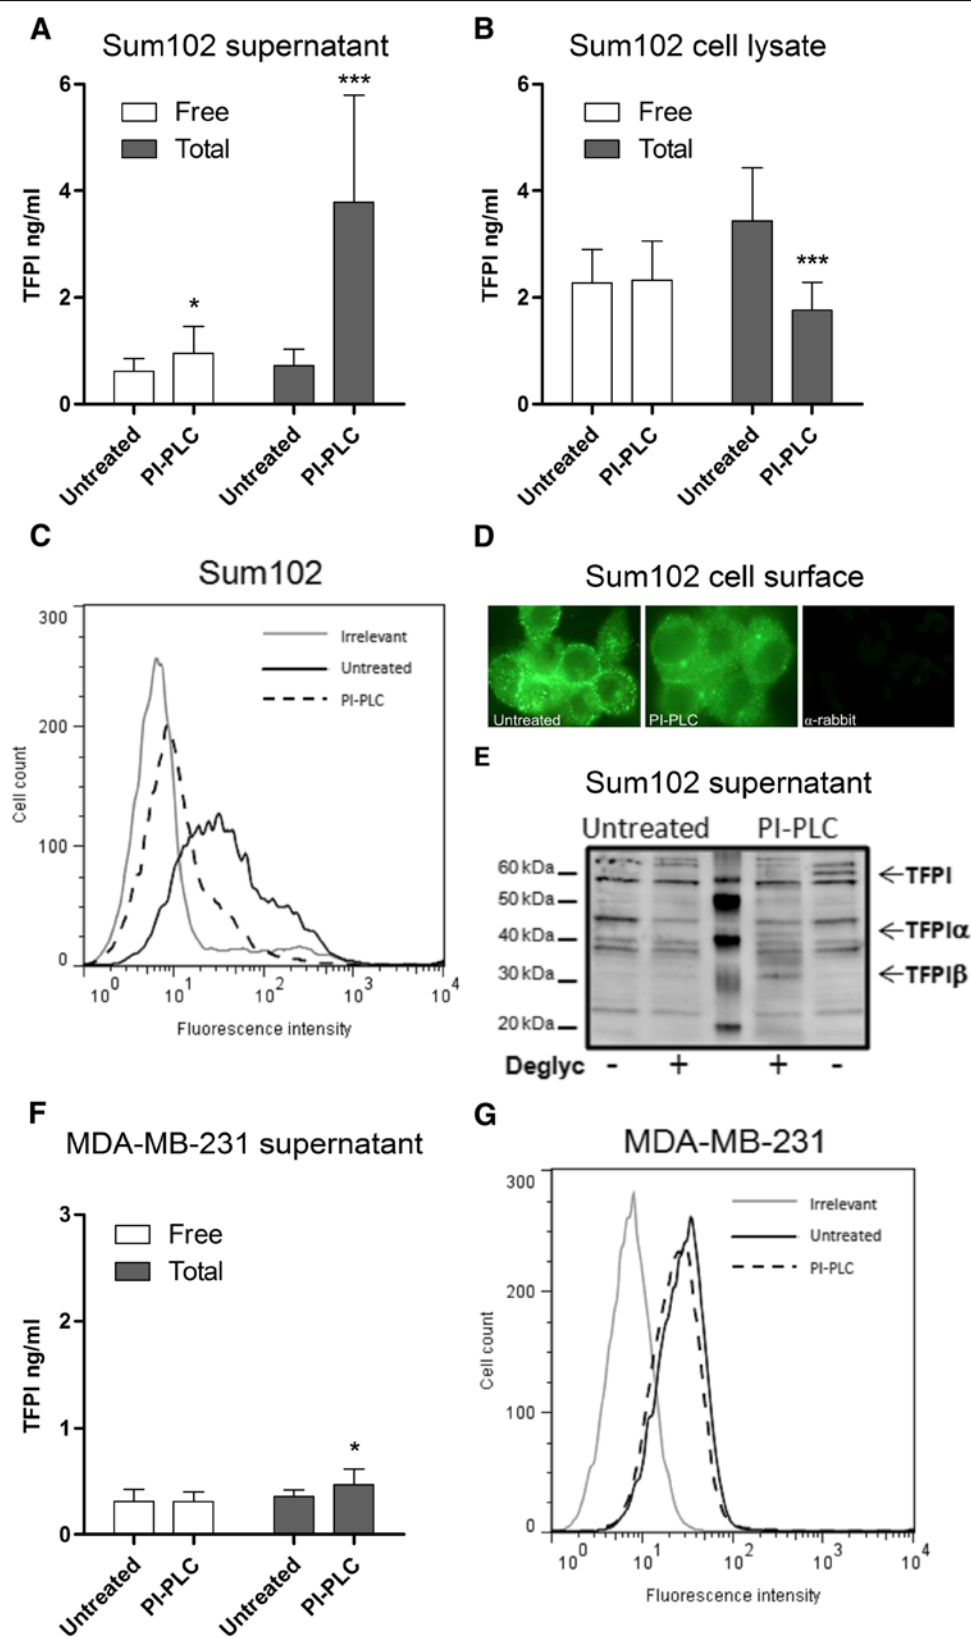 A
Sum102 supernatant
6
4
2
0
TFPI ng/ml
Free
Total
*
***
Untreated
PI-PLC
Untreated
PI-PLC
B
Sum102 cell lysate
6
4
2
0
TFPI ng/ml
Free
Total
***
Untreated
PI-PLC
Untreated
PI-PLC
C
Sum102
300
200
100
0
Cell count
Irrelevant
Untreated
PI-PLC
10^0 10^1 10^2 10^3 10^4
Fluorescence intensity
D
Sum102 cell surface
Untreated
PI-PLC
α-rabbit
E
Sum102 supernatant
Untreated PI-PLC
60 kDa
50 kDa
40 kDa
30 kDa
20 kDa
←TFPI
←TFPIα
←TFPIβ
Deglyc - + + -
F
MDA-MB-231 supernatant
3
2
1
0
TFPI ng/ml
Free
Total
*
Untreated
PI-PLC
Untreated
PI-PLC
G
MDA-MB-231
300
200
100
0
Cell count
Irrelevant
Untreated
PI-PLC
10^0 10^1 10^2 10^3 10^4
Fluorescence intensity